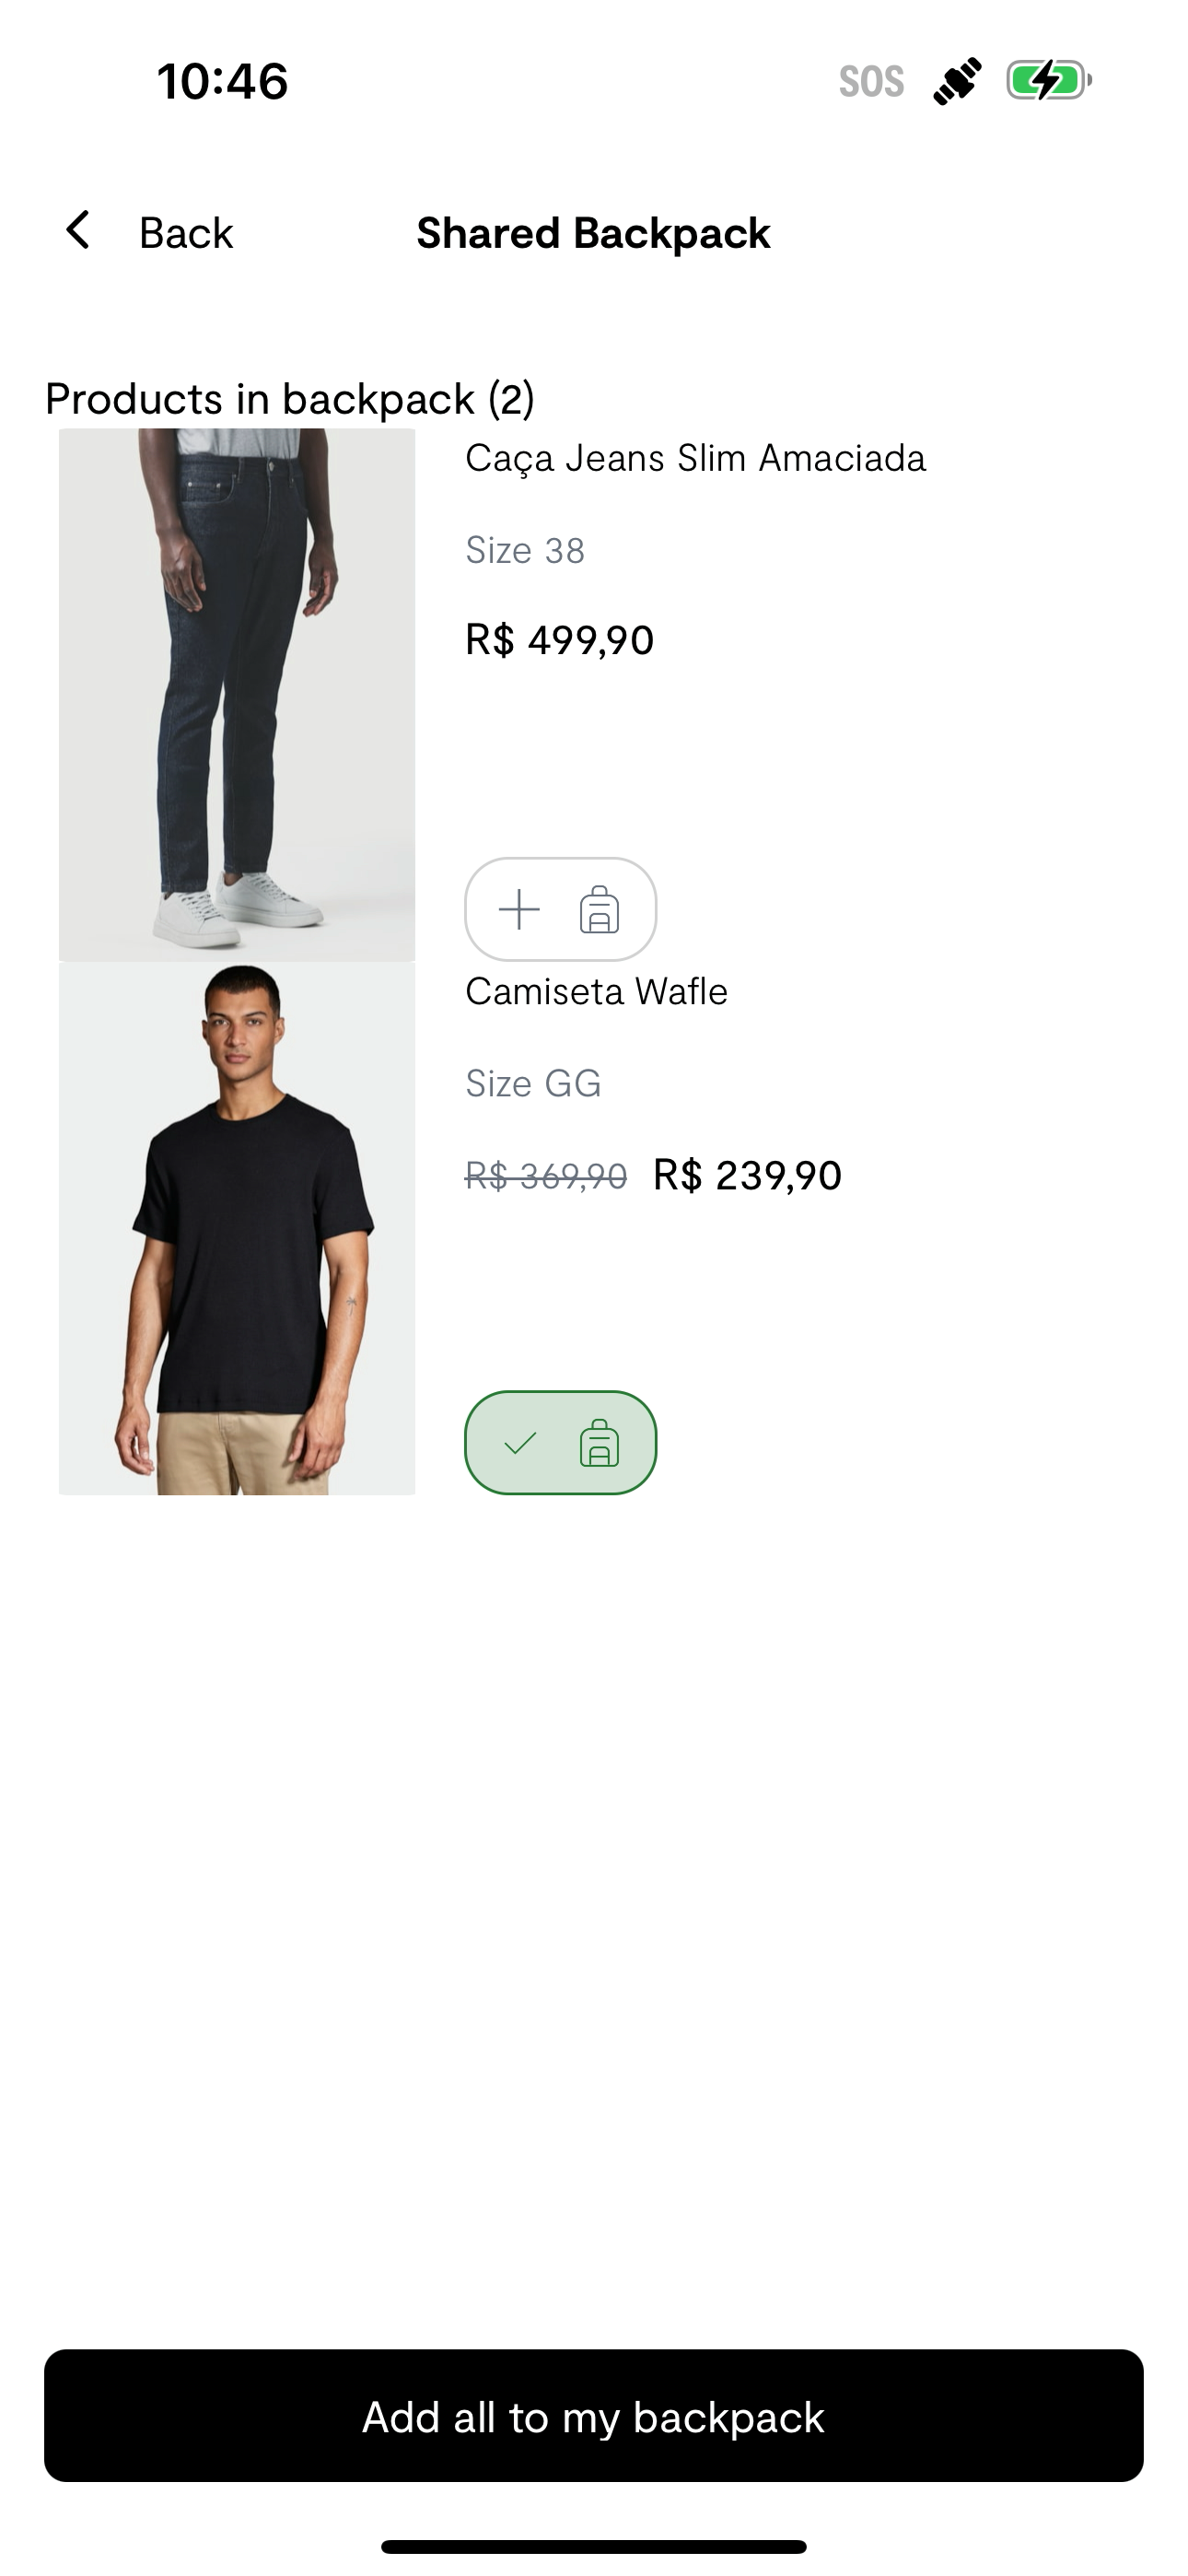 10:46
SOS
Back
Shared Backpack
Products in backpack (2)
Caça Jeans Slim Amaciada
Size 38
R$ 499,90
Camiseta Wafle
Size GG
R$ 369,90 R$ 239,90
Add all to my backpack